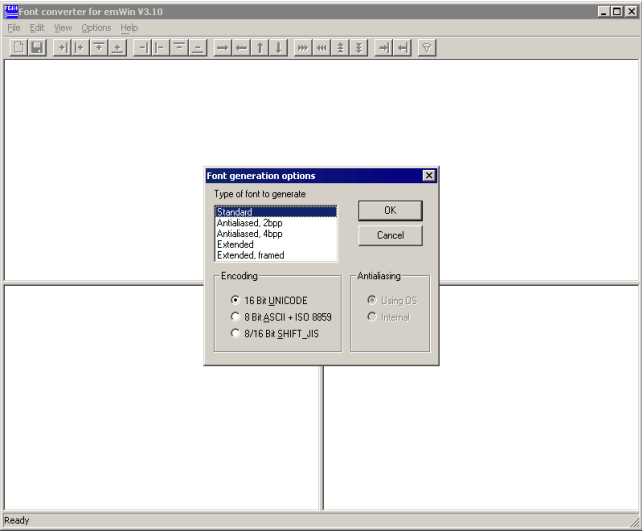 Font converter for emWin V3.10
File Edit View Options Help
Font generation options
Type of font to generate
Standard
Antialiased, 2bpp
Antialiased, 4bpp
Extended
Extended, framed
OK
Cancel
Encoding
16 Bit UNICODE
8 Bit ASCII + ISO 8859
8/16 Bit SHIFT_JIS
Antialiasing
Using OS
Internal
Ready